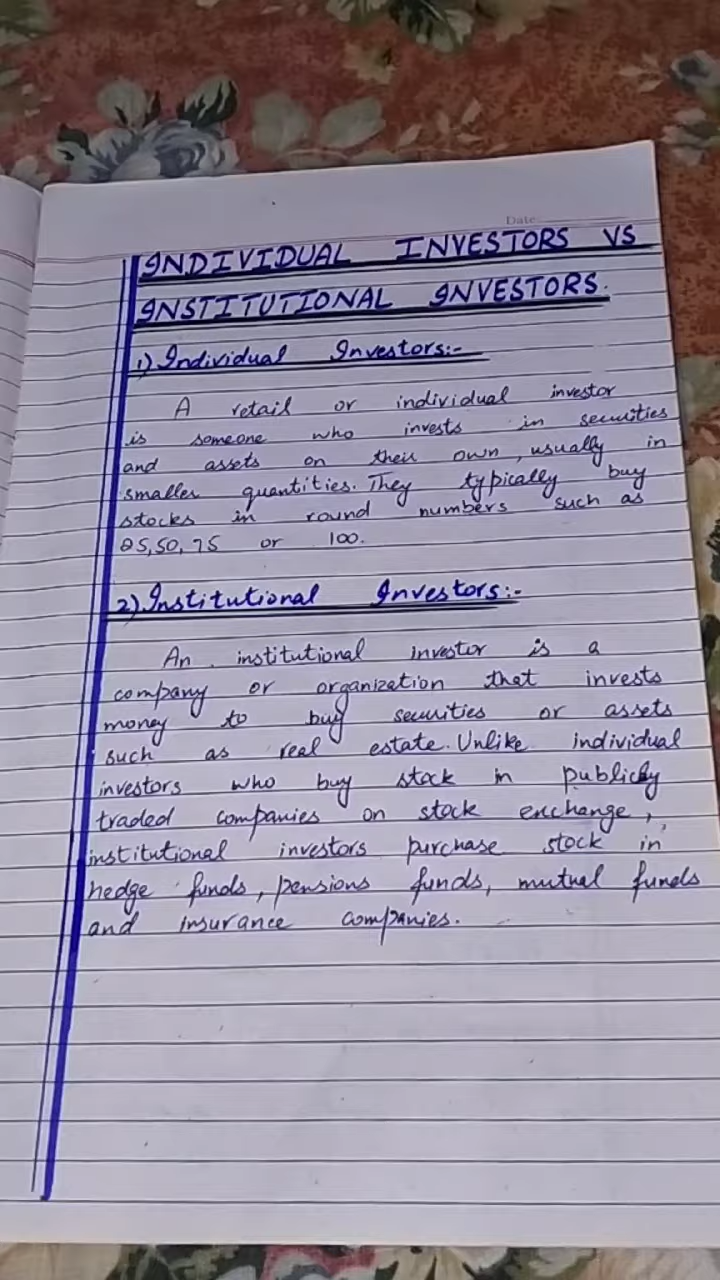 Date
INDIVIDUAL INVESTORS VS
INSTITUTIONAL INVESTORS.
1) Individual Investors:-
A retail or individual investor
is someone who invests in securities
and assets on their own, usually in
smaller quantities. They typically buy
stocks in round numbers such as
25, 50, 75 or 100.
2) Institutional Investors:-
An institutional investor is a
company or organization that invests
money to buy securities or assets
such as real estate. Unlike individual
investors who buy stock in publicly
traded companies on stock exchange,
institutional investors purchase stock in
hedge funds, pensions funds, mutual funds
and insurance companies.